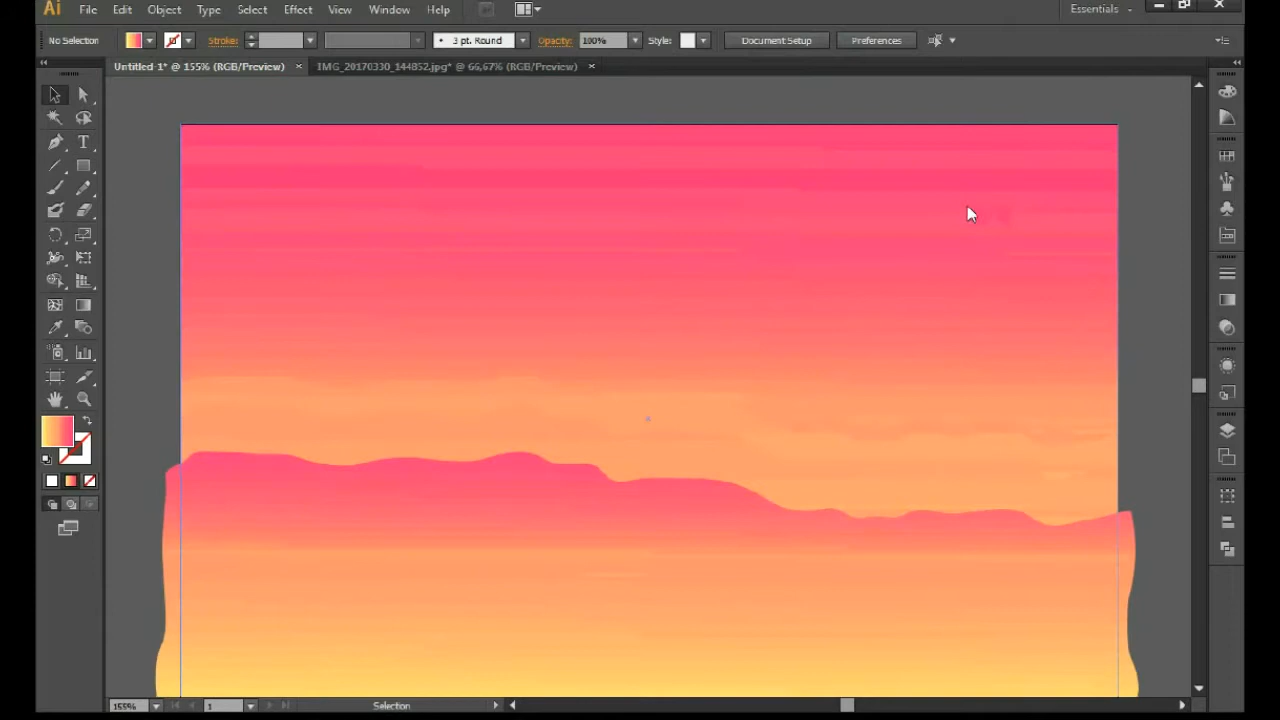 Ai File Edit Object Type Select Effect View Window Help Essentials
No Selection Stroke: 3 pt. Round Opacity: 100% Style: Document Setup Preferences
Untitled-1* @ 155% (RGB/Preview) × IMG_20170330_144852.jpg* @ 66,67% (RGB/Preview) ×
T
155% 1 Selection